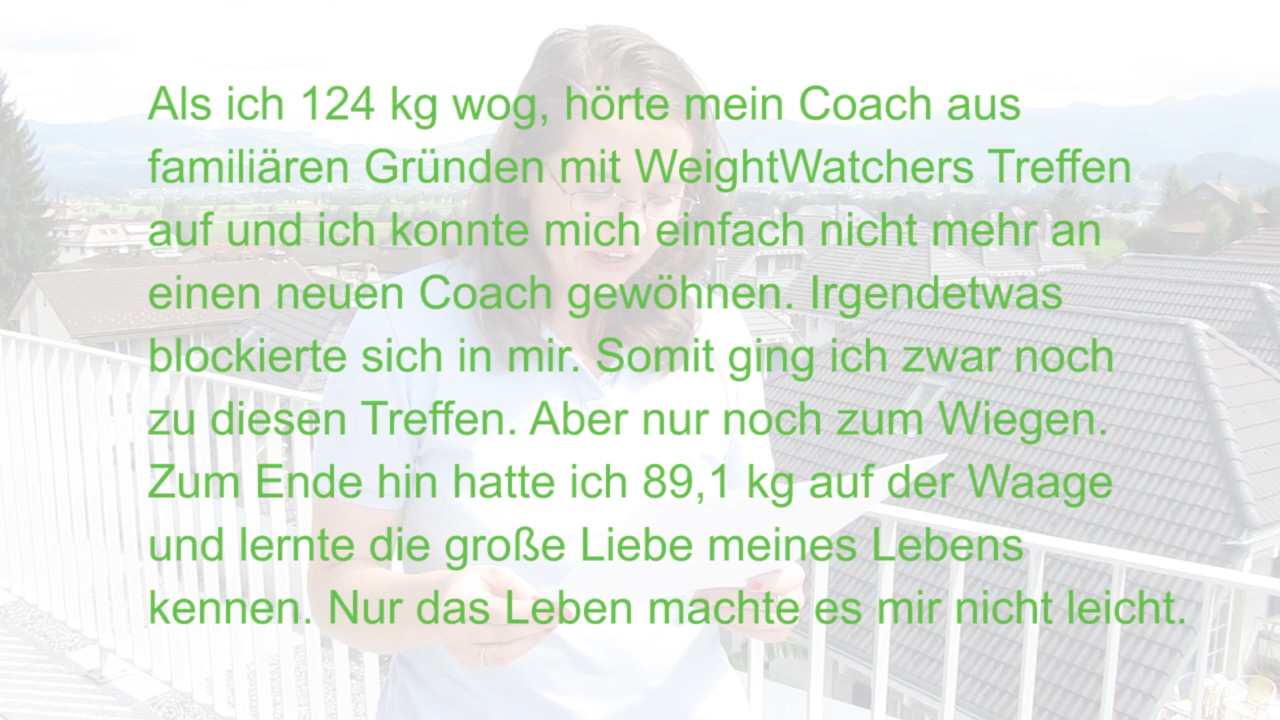 Als ich 124 kg wog, hörte mein Coach aus
familiären Gründen mit WeightWatchers Treffen
auf und ich konnte mich einfach nicht mehr an
einen neuen Coach gewöhnen. Irgendetwas
blockierte sich in mir. Somit ging ich zwar noch
zu diesen Treffen. Aber nur noch zum Wiegen.
Zum Ende hin hatte ich 89,1 kg auf der Waage
und lernte die große Liebe meines Lebens
kennen. Nur das Leben machte es mir nicht leicht.